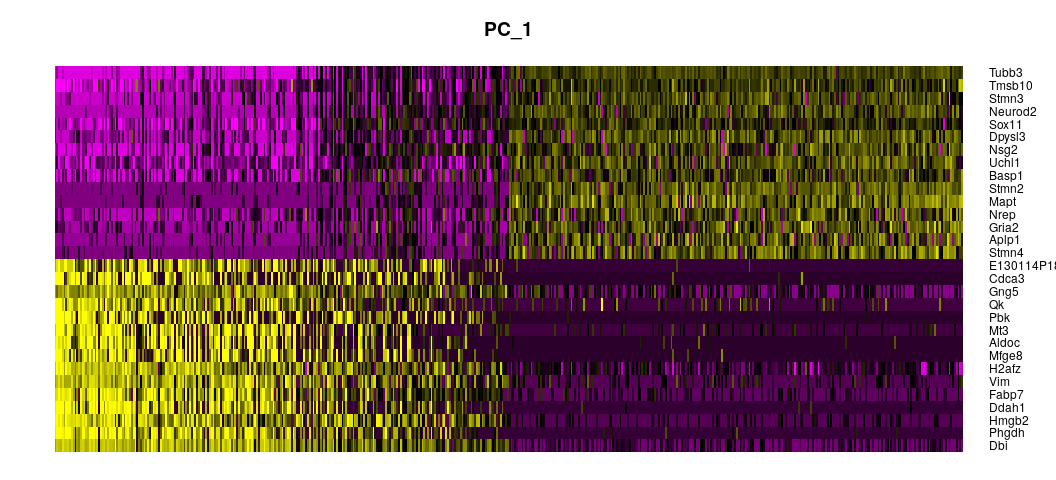 PC_1
Tubb3
Tmsb10
Stmn3
Neurod2
Sox11
Dpysl3
Nsg2
Uchl1
Basp1
Stmn2
Mapt
Nrep
Gria2
Aplp1
Stmn4
E130114P18
Cdca3
Gng5
Qk
Pbk
Mt3
Aldoc
Mfge8
H2afz
Vim
Fabp7
Ddah1
Hmgb2
Phgdh
Dbi